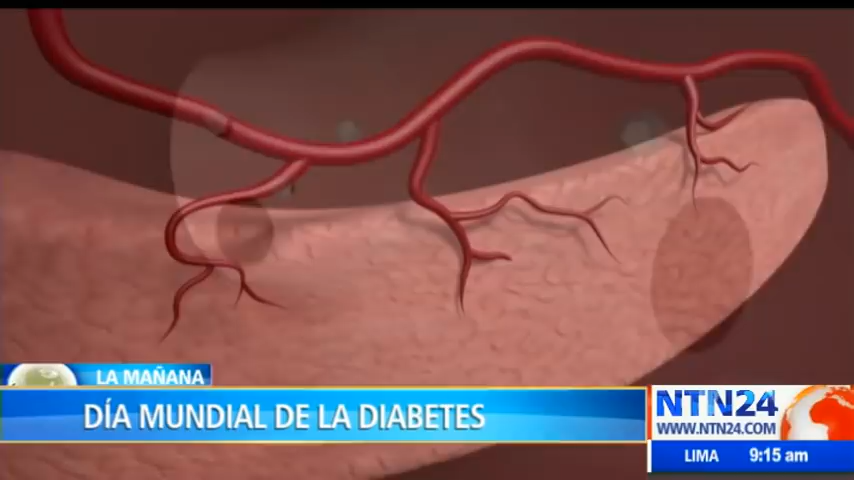 LA MAÑANA
DÍA MUNDIAL DE LA DIABETES
NTN24
WWW.NTN24.COM
LIMA 9:15 am